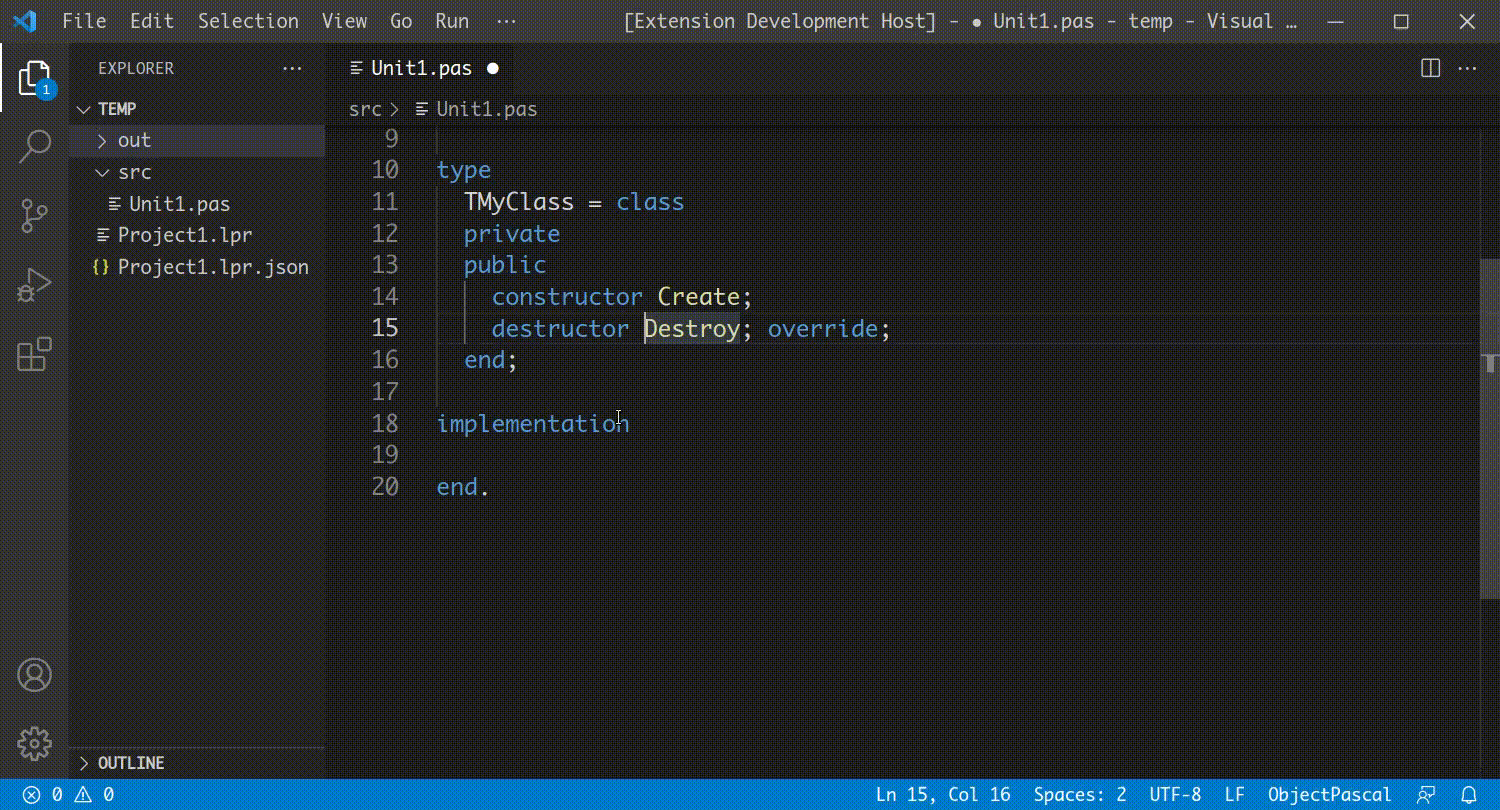 File Edit Selection View Go Run ··· [Extension Development Host] - ● Unit1.pas - temp - Visual …
EXPLORER ···
1
Unit1.pas ●
TEMP
src > Unit1.pas
out
src
Unit1.pas
Project1.lpr
{} Project1.lpr.json
9
10 type
11 TMyClass = class
12 private
13 public
14 constructor Create;
15 destructor Destroy; override;
16 end;
17
18 implementation
19
20 end.
OUTLINE
0 0 Ln 15, Col 16 Spaces: 2 UTF-8 LF ObjectPascal